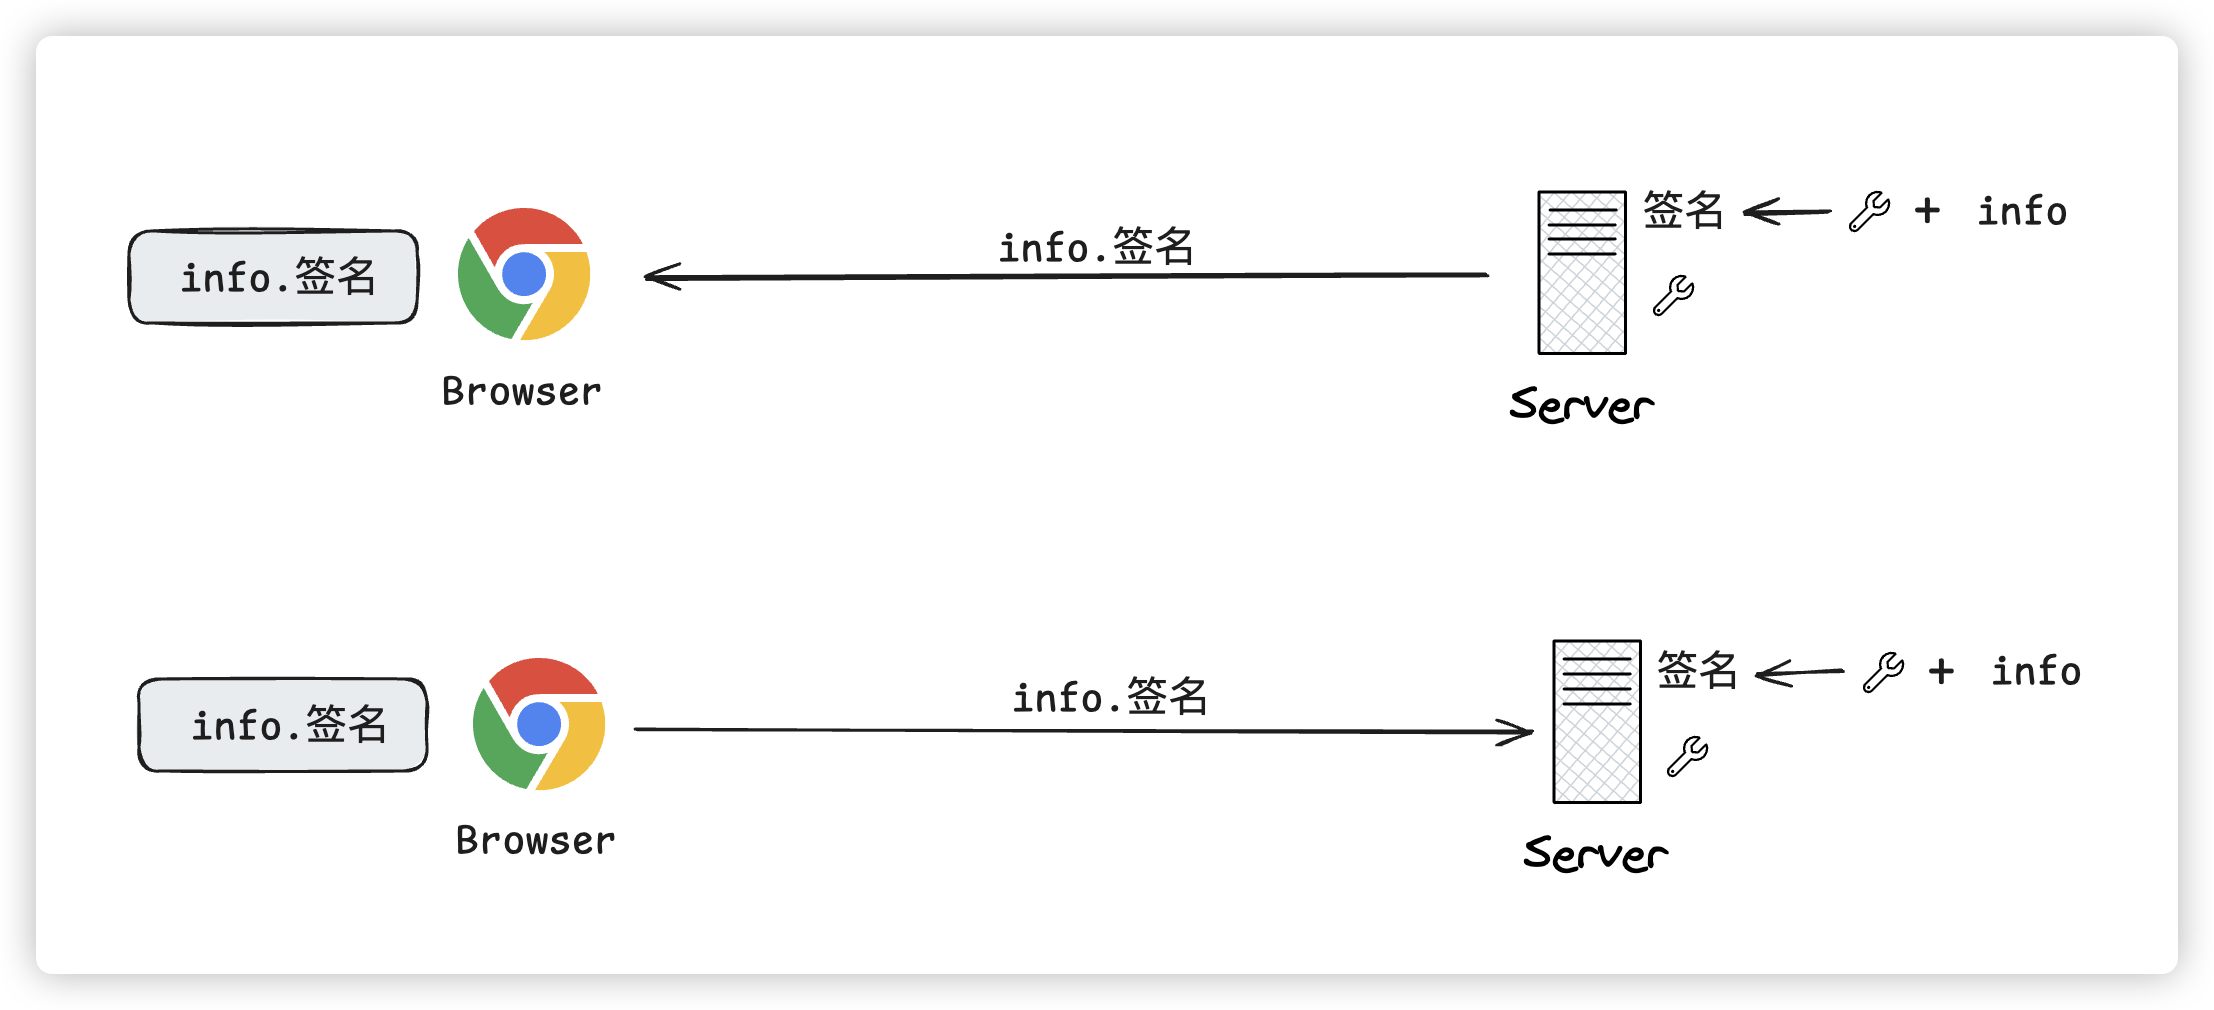 签名 + info
info.签名
info.签名
Browser
Server
签名 + info
info.签名
info.签名
Browser
Server